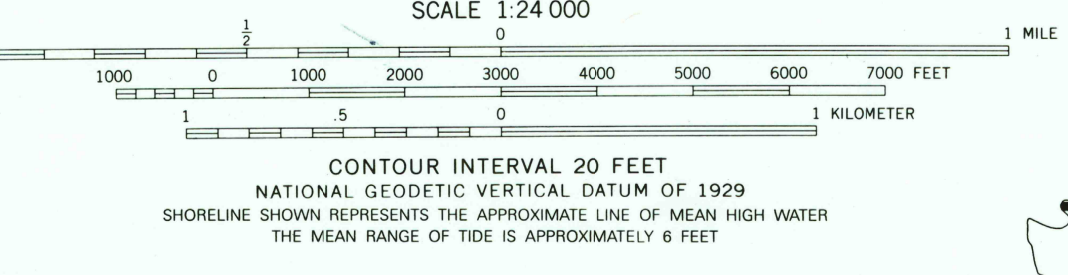 SCALE 1:24 000
1/2 0 1 MILE
1000 0 1000 2000 3000 4000 5000 6000 7000 FEET
1 .5 0 1 KILOMETER
CONTOUR INTERVAL 20 FEET
NATIONAL GEODETIC VERTICAL DATUM OF 1929
SHORELINE SHOWN REPRESENTS THE APPROXIMATE LINE OF MEAN HIGH WATER
THE MEAN RANGE OF TIDE IS APPROXIMATELY 6 FEET